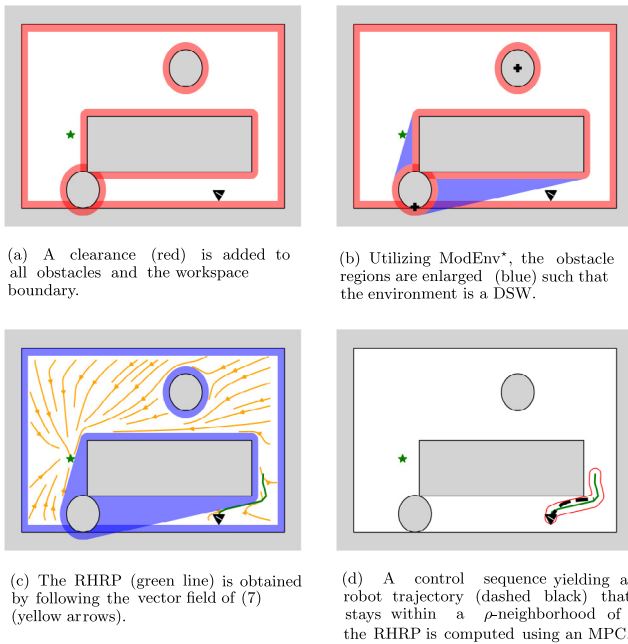 (a) A clearance (red) is added to
all obstacles and the workspace
boundary.
(b) Utilizing ModEnv⋆, the obstacle
regions are enlarged (blue) such that
the environment is a DSW.
(c) The RHRP (green line) is obtained
by following the vector field of (7)
(yellow arrows).
(d) A control sequence yielding a
robot trajectory (dashed black) that
stays within a ρ-neighborhood of
the RHRP is computed using an MPC.